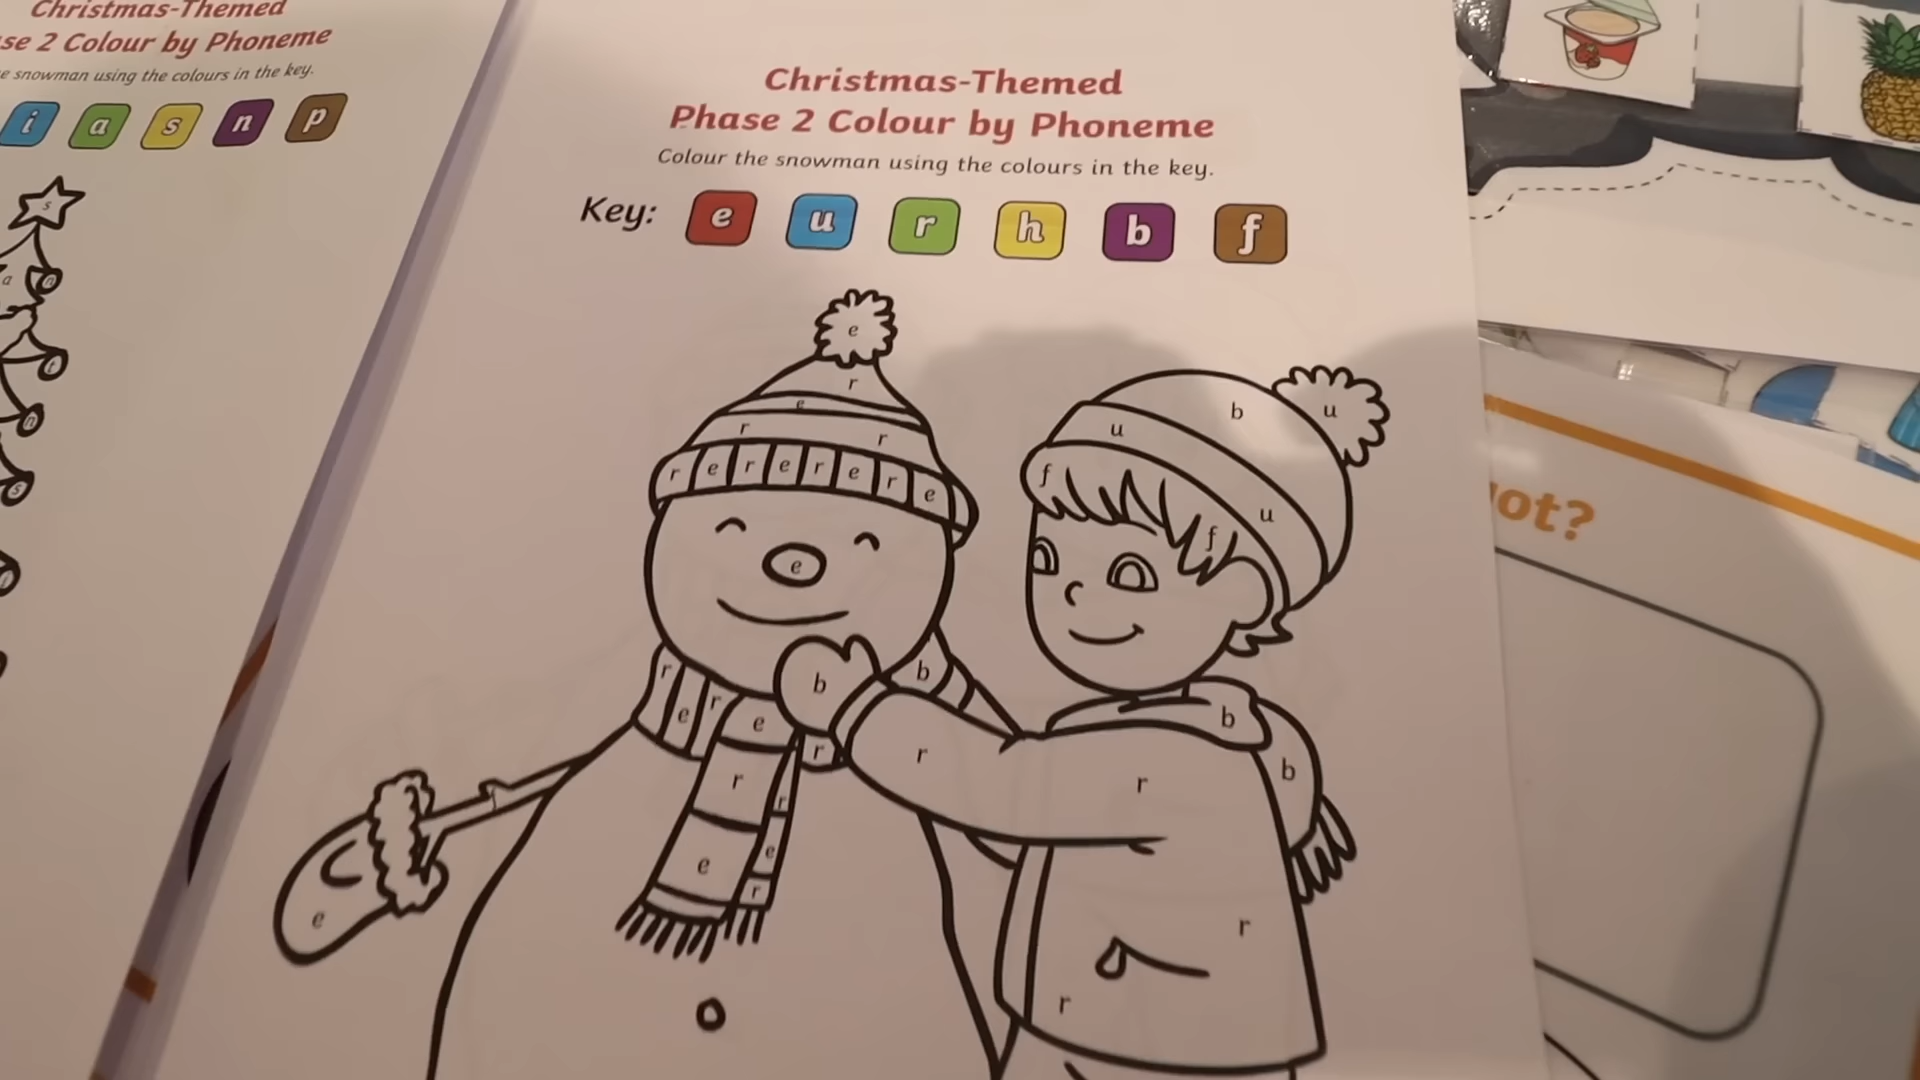 Christmas-Themed
se 2 Colour by Phoneme
e snowman using the colours in the key.
i a s n p
s
a n
n
s
Christmas-Themed
Phase 2 Colour by Phoneme
Colour the snowman using the colours in the key.
Key: e u r h b f
e
r
e
r r
r e r e r e r e
e
b u
u
f
u
f
b b
r e r e
r
r
r
e
e
r
e
r r
b
b
r
r
ot?